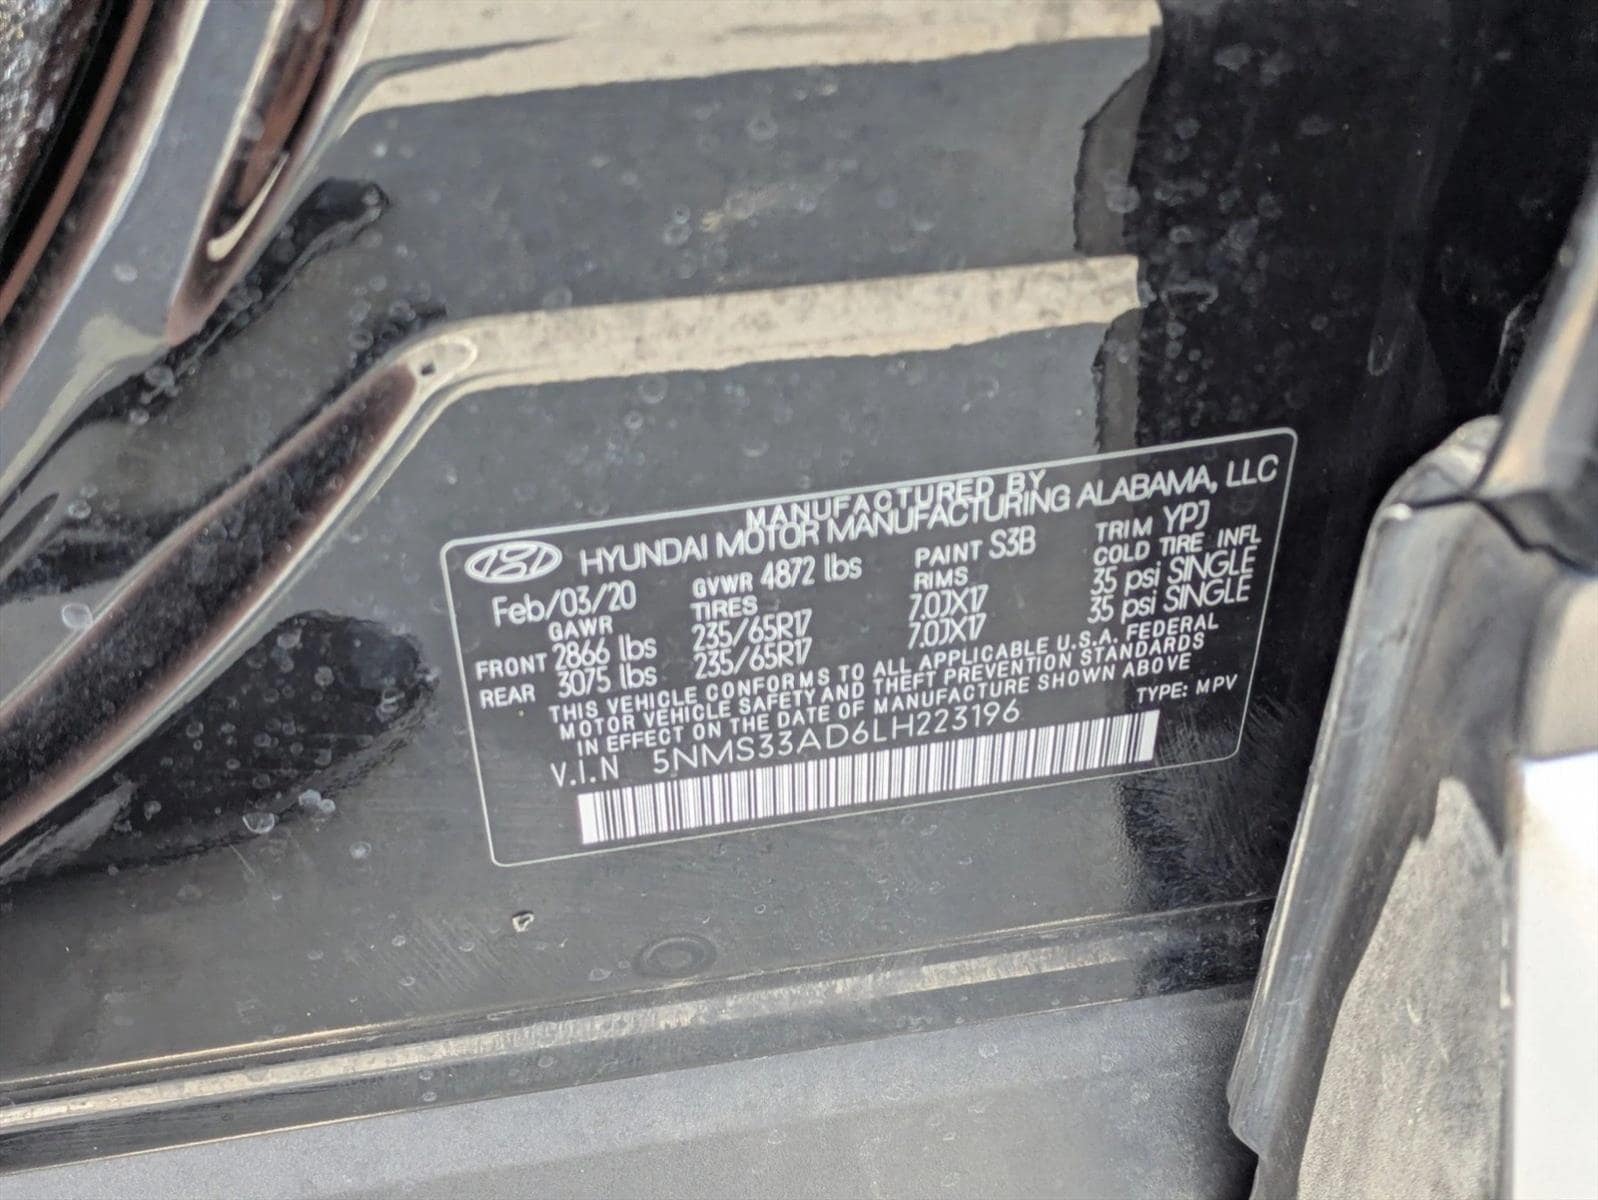 MANUFACTURED BY
HYUNDAI MOTOR MANUFACTURING ALABAMA, LLC
Feb/03/20 GVWR 4872 lbs PAINT S3B TRIM YPJ
GAWR TIRES RIMS COLD TIRE INFL
FRONT 2866 lbs 235/65R17 7.0JX17 35 psi SINGLE
REAR 3075 lbs 235/65R17 7.0JX17 35 psi SINGLE
THIS VEHICLE CONFORMS TO ALL APPLICABLE U.S.A. FEDERAL
MOTOR VEHICLE SAFETY AND THEFT PREVENTION STANDARDS
IN EFFECT ON THE DATE OF MANUFACTURE SHOWN ABOVE
V.I.N 5NMS33AD6LH223196 TYPE: MPV